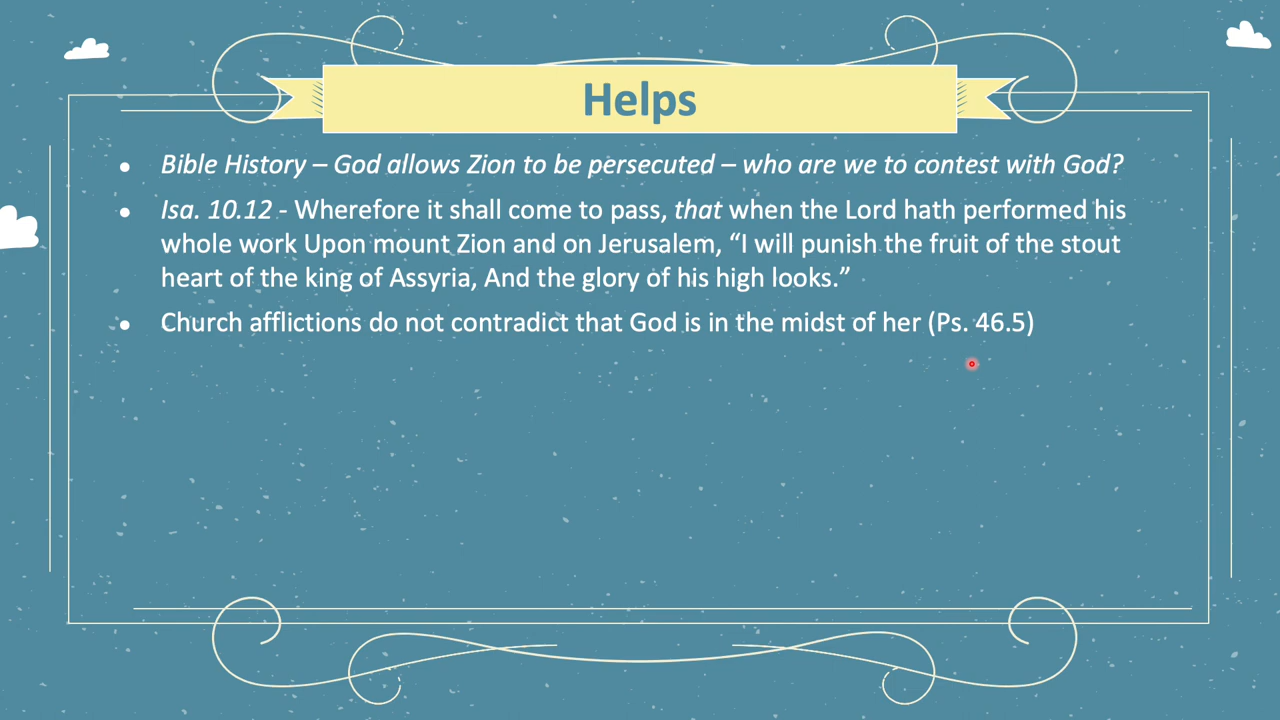 Helps
• Bible History – God allows Zion to be persecuted – who are we to contest with God?
• Isa. 10.12 - Wherefore it shall come to pass, that when the Lord hath performed his
whole work Upon mount Zion and on Jerusalem, “I will punish the fruit of the stout
heart of the king of Assyria, And the glory of his high looks.”
• Church afflictions do not contradict that God is in the midst of her (Ps. 46.5)